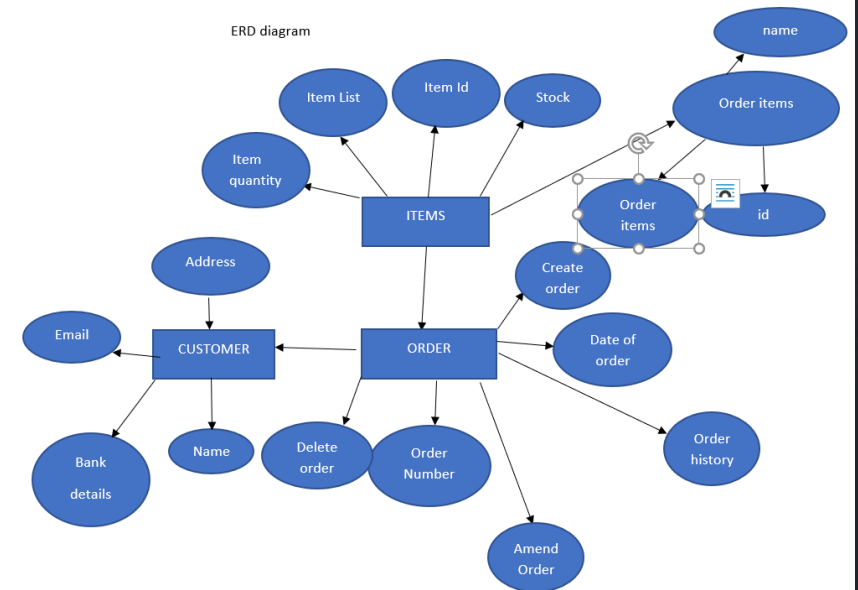 ERD diagram
name
Item List
Item Id
Stock
Order items
Item
quantity
ITEMS
Order
items
id
Address
Create
order
Email
CUSTOMER
ORDER
Date of
order
Bank
details
Name
Delete
order
Order
Number
Order
history
Amend
Order